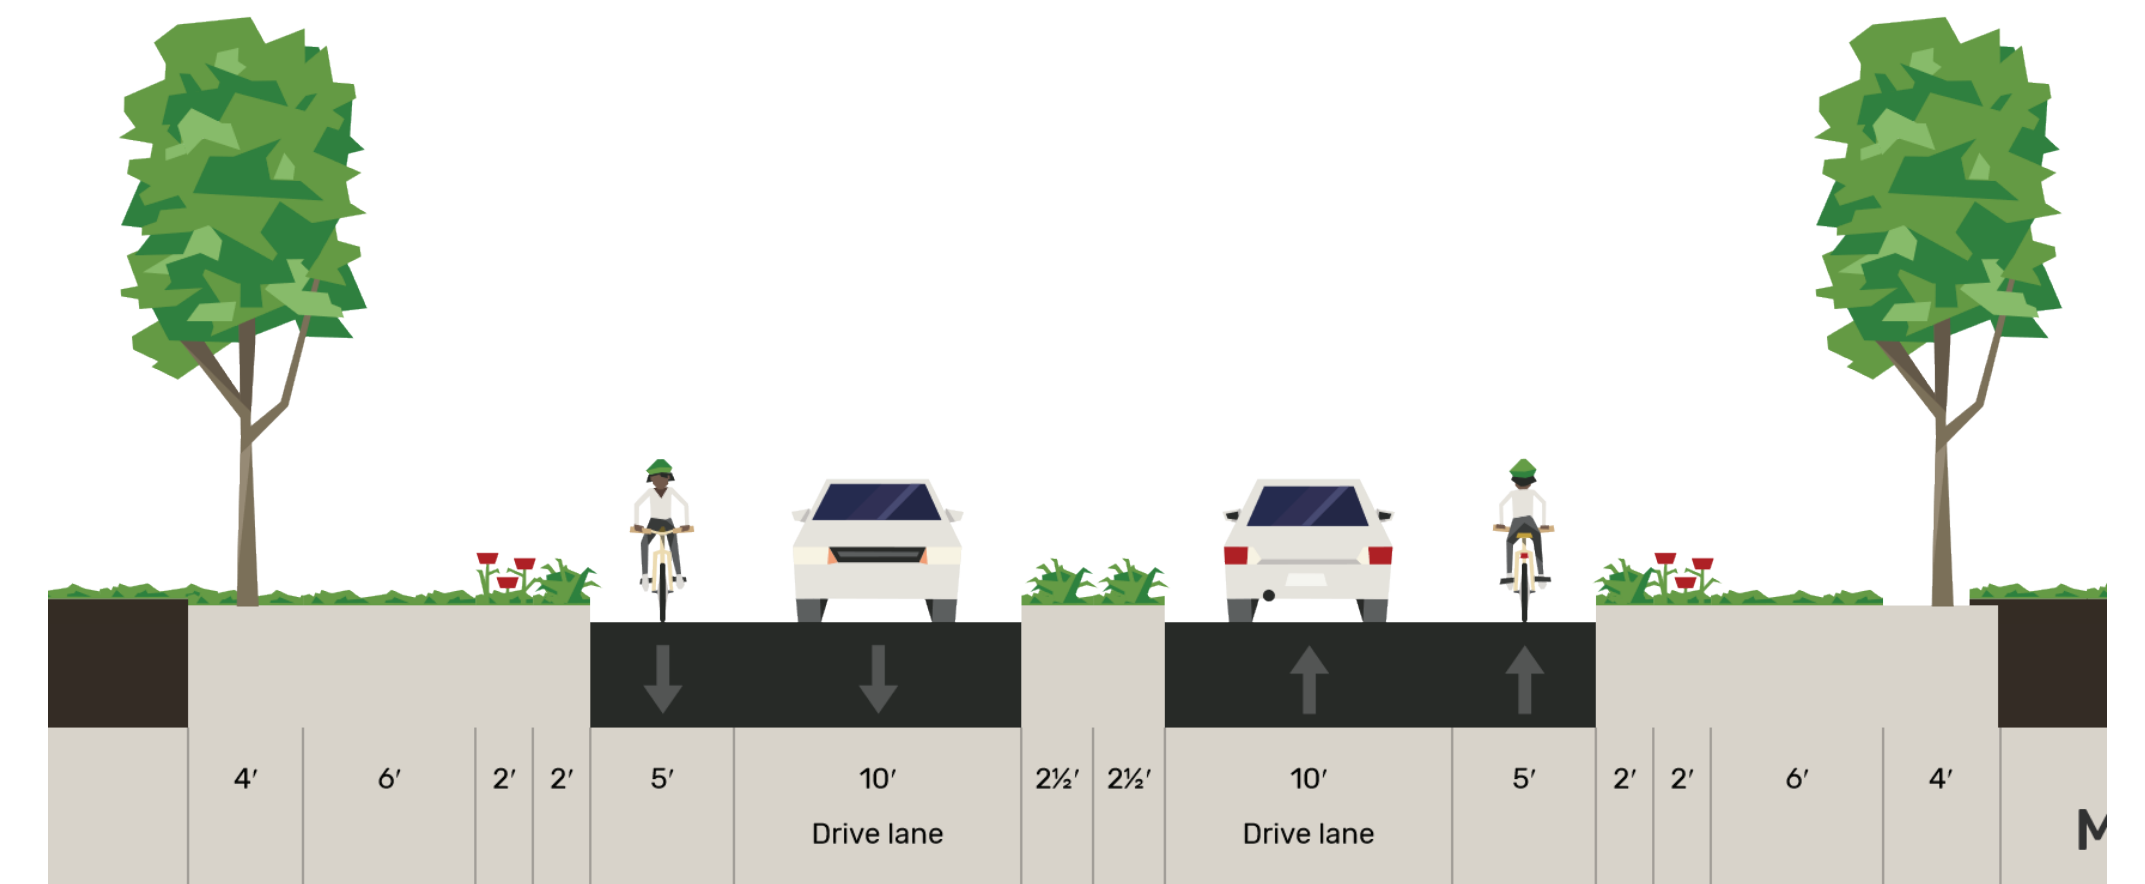 4′ 6′ 2′ 2′ 5′ 10′ 2½′ 2½′ 10′ 5′ 2′ 2′ 6′ 4′
Drive lane Drive lane
M